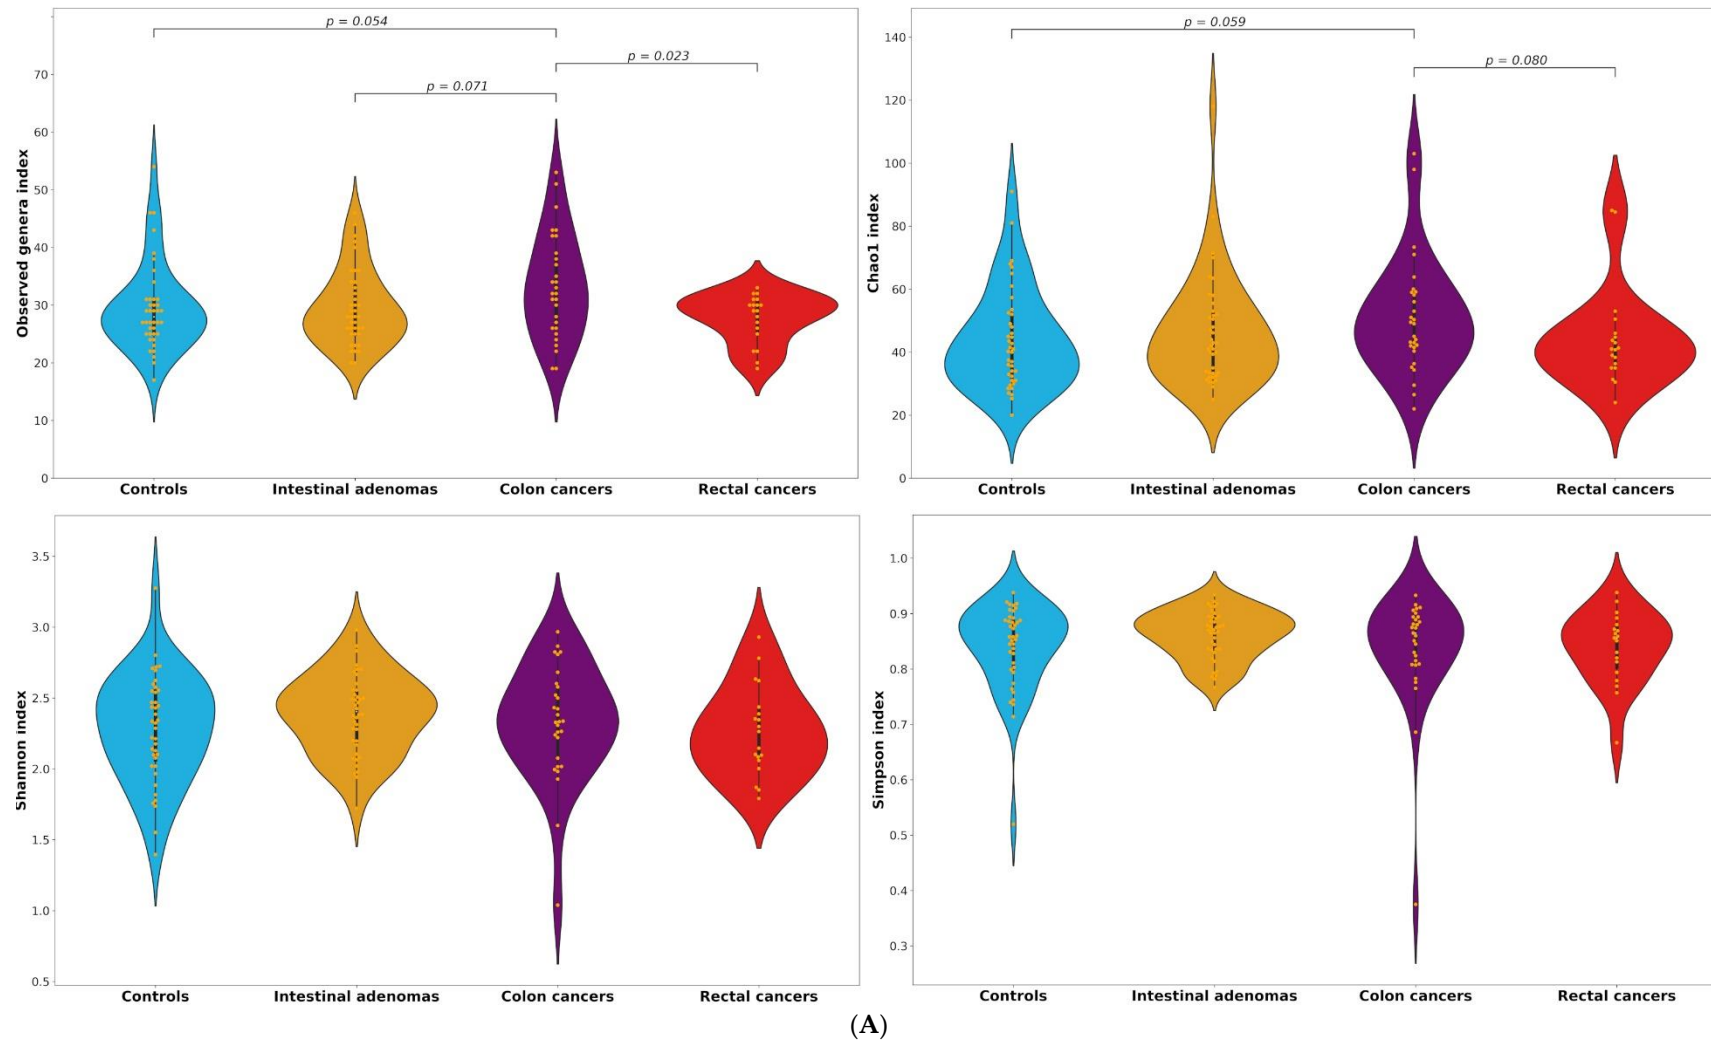 p = 0.054
p = 0.023
p = 0.071
Observed genera index
70
60
50
40
30
20
10
0
Controls
Intestinal adenomas
Colon cancers
Rectal cancers
p = 0.059
p = 0.080
Chao1 index
140
120
100
80
60
40
20
0
Controls
Intestinal adenomas
Colon cancers
Rectal cancers
Shannon index
3.5
3.0
2.5
2.0
1.5
1.0
0.5
Controls
Intestinal adenomas
Colon cancers
Rectal cancers
Simpson index
1.0
0.9
0.8
0.7
0.6
0.5
0.4
0.3
Controls
Intestinal adenomas
Colon cancers
Rectal cancers
(A)